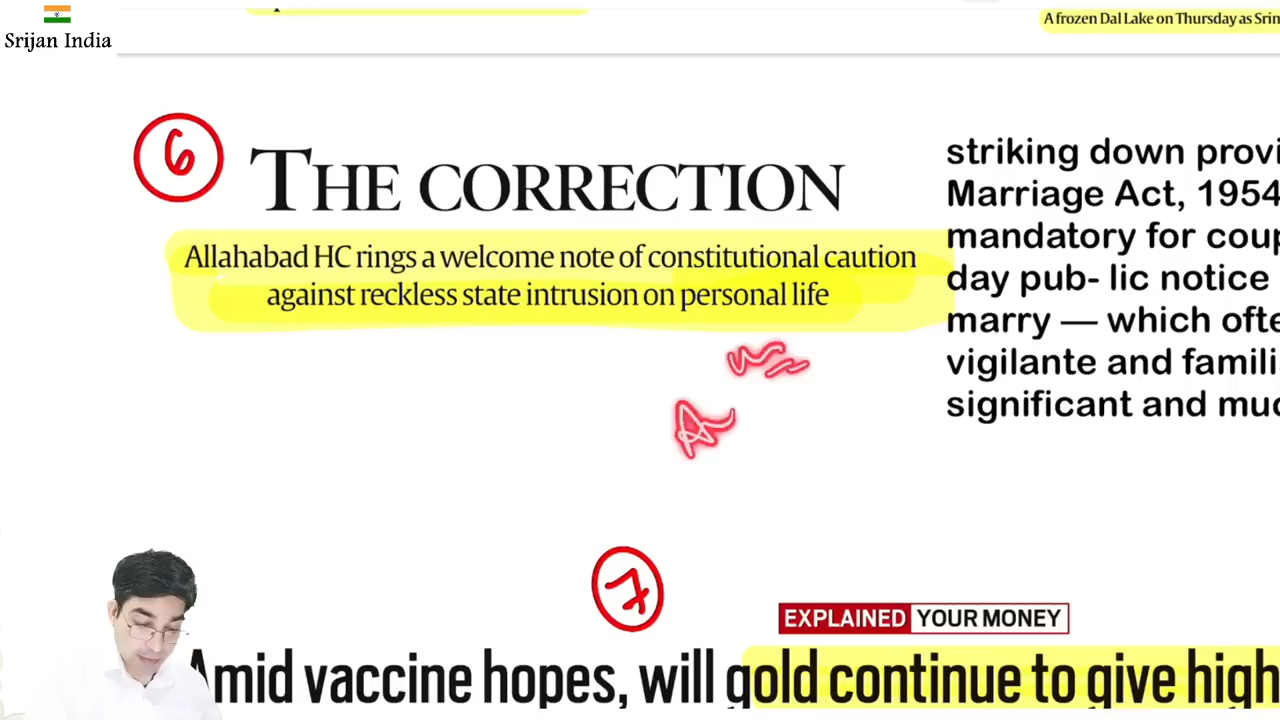 Srijan India
A frozen Dal Lake on Thursday as Srin
6
THE CORRECTION
Allahabad HC rings a welcome note of constitutional caution
against reckless state intrusion on personal life
striking down provi
Marriage Act, 1954
mandatory for coup
day pub- lic notice
marry — which ofte
vigilante and famili
significant and muc
7
EXPLAINED YOUR MONEY
Amid vaccine hopes, will gold continue to give high